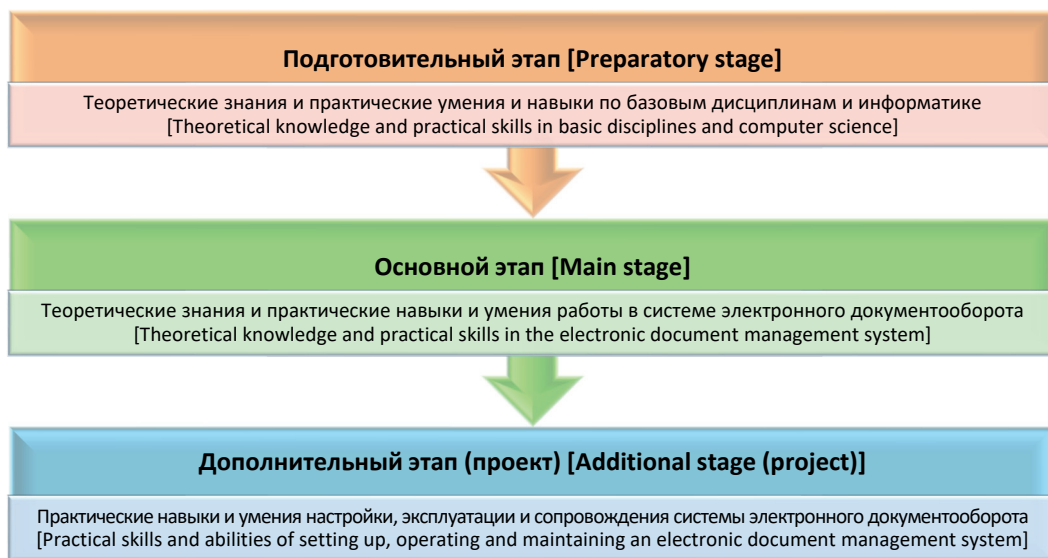 Подготовительный этап [Preparatory stage]
Теоретические знания и практические умения и навыки по базовым дисциплинам и информатике
[Theoretical knowledge and practical skills in basic disciplines and computer science]
Основной этап [Main stage]
Теоретические знания и практические навыки и умения работы в системе электронного документооборота
[Theoretical knowledge and practical skills in the electronic document management system]
Дополнительный этап (проект) [Additional stage (project)]
Практические навыки и умения настройки, эксплуатации и сопровождения системы электронного документооборота
[Practical skills and abilities of setting up, operating and maintaining an electronic document management system]